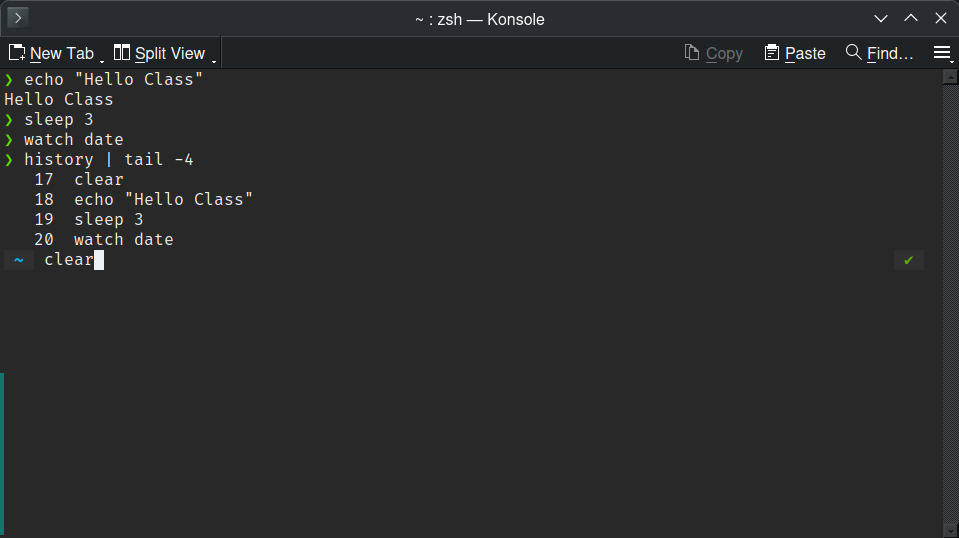 ~ : zsh — Konsole
New Tab Split View Copy Paste Find...
❯ echo "Hello Class"
Hello Class
❯ sleep 3
❯ watch date
❯ history | tail -4
17 clear
18 echo "Hello Class"
19 sleep 3
20 watch date
~ clear ✔